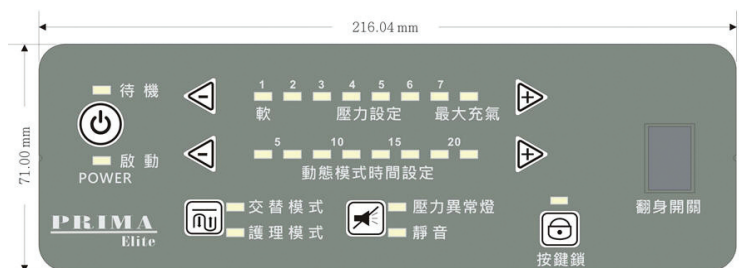 216.04 mm
71.00 mm
待機
1 2 3 4 5 6 7
軟 壓力設定 最大充氣
啟動
POWER
5 10 15 20
動態模式時間設定
交替模式
護理模式
壓力異常燈
靜音
翻身開關
按鍵鎖
PRIMA
Elite